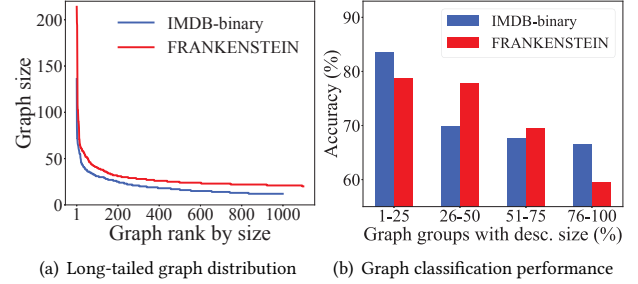 200
150
100
50
0
Graph size
IMDB-binary
FRANKENSTEIN
1 200 400 600 800 1000
Graph rank by size
(a) Long-tailed graph distribution
90
80
70
60
Accuracy (%)
IMDB-binary
FRANKENSTEIN
1-25 26-50 51-75 76-100
Graph groups with desc. size (%)
(b) Graph classification performance